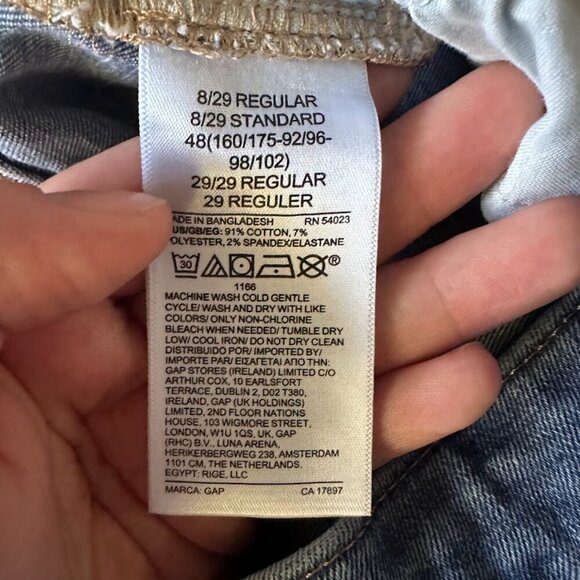 8/29 REGULAR
8/29 STANDARD
48(160/175-92/96-
98/102)
29/29 REGULAR
29 REGULER
ADE IN BANGLADESH RN 54023
US/GB/EG: 91% COTTON, 7%
OLYESTER, 2% SPANDEX/ELASTANE
30 ®
1166
MACHINE WASH COLD GENTLE
CYCLE/ WASH AND DRY WITH LIKE
COLORS/ ONLY NON-CHLORINE
BLEACH WHEN NEEDED/ TUMBLE DRY
LOW/ COOL IRON/ DO NOT DRY CLEAN
DISTRIBUIDO POR/ IMPORTED BY/
IMPORTE PAR/ ΕΙΣΑΓΕΤΑΙ ΑΠΟ ΤΗΝ:
GAP STORES (IRELAND) LIMITED C/O
ARTHUR COX, 10 EARLSFORT
TERRACE, DUBLIN 2, D02 T380,
IRELAND, GAP (UK HOLDINGS)
LIMITED, 2ND FLOOR NATIONS
HOUSE, 103 WIGMORE STREET,
LONDON, W1U 1QS, UK, GAP
(RHC) B.V., LUNA ARENA,
HERIKERBERGWEG 238, AMSTERDAM
1101 CM, THE NETHERLANDS.
EGYPT: RIGE, LLC
MARCA: GAP CA 17897